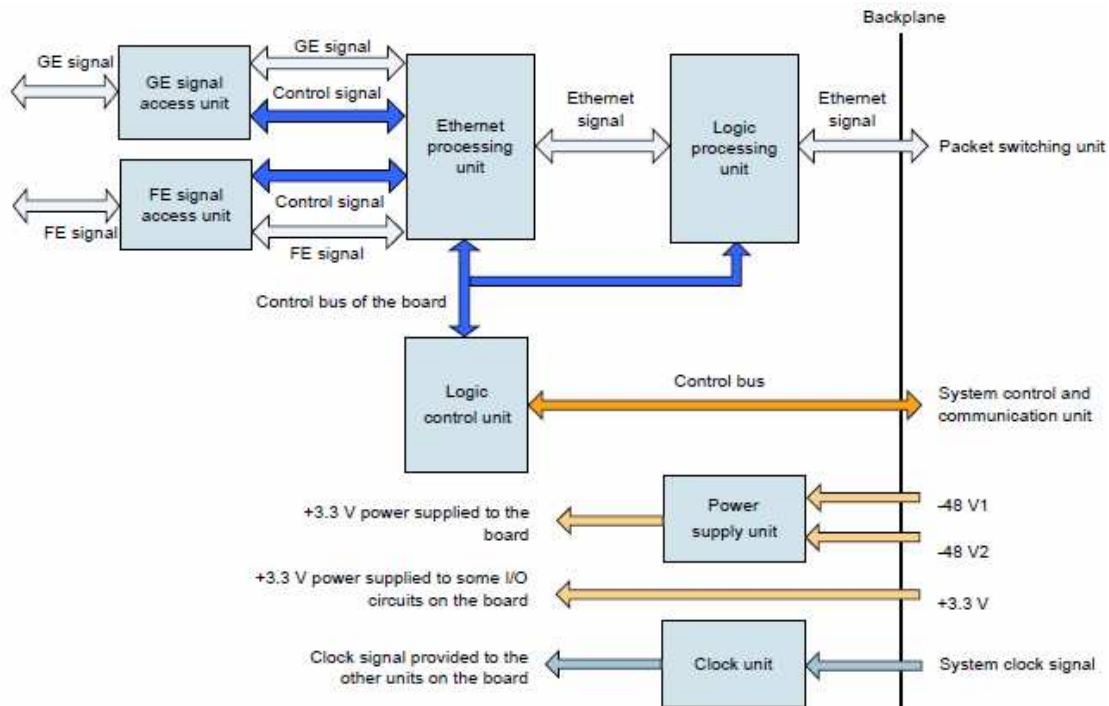 Backplane
GE signal
GE signal
access unit
GE signal
Control signal
Ethernet
processing
unit
Ethernet
signal
Logic
processing
unit
Ethernet
signal
Packet switching unit
FE signal
access unit
FE signal
Control signal
FE signal
Control bus of the board
Logic
control unit
Control bus
System control and
communication unit
+3.3 V power supplied to the
board
Power
supply unit
-48 V1
-48 V2
+3.3 V power supplied to some I/O
circuits on the board
+3.3 V
Clock signal provided to the
other units on the board
Clock unit
System clock signal